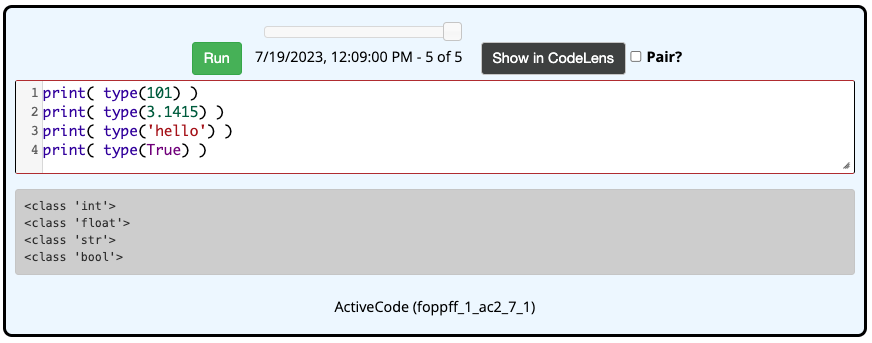 Run 7/19/2023, 12:09:00 PM - 5 of 5 Show in CodeLens Pair?
1 print( type(101) )
2 print( type(3.1415) )
3 print( type('hello') )
4 print( type(True) )
<class 'int'>
<class 'float'>
<class 'str'>
<class 'bool'>
ActiveCode (foppff_1_ac2_7_1)